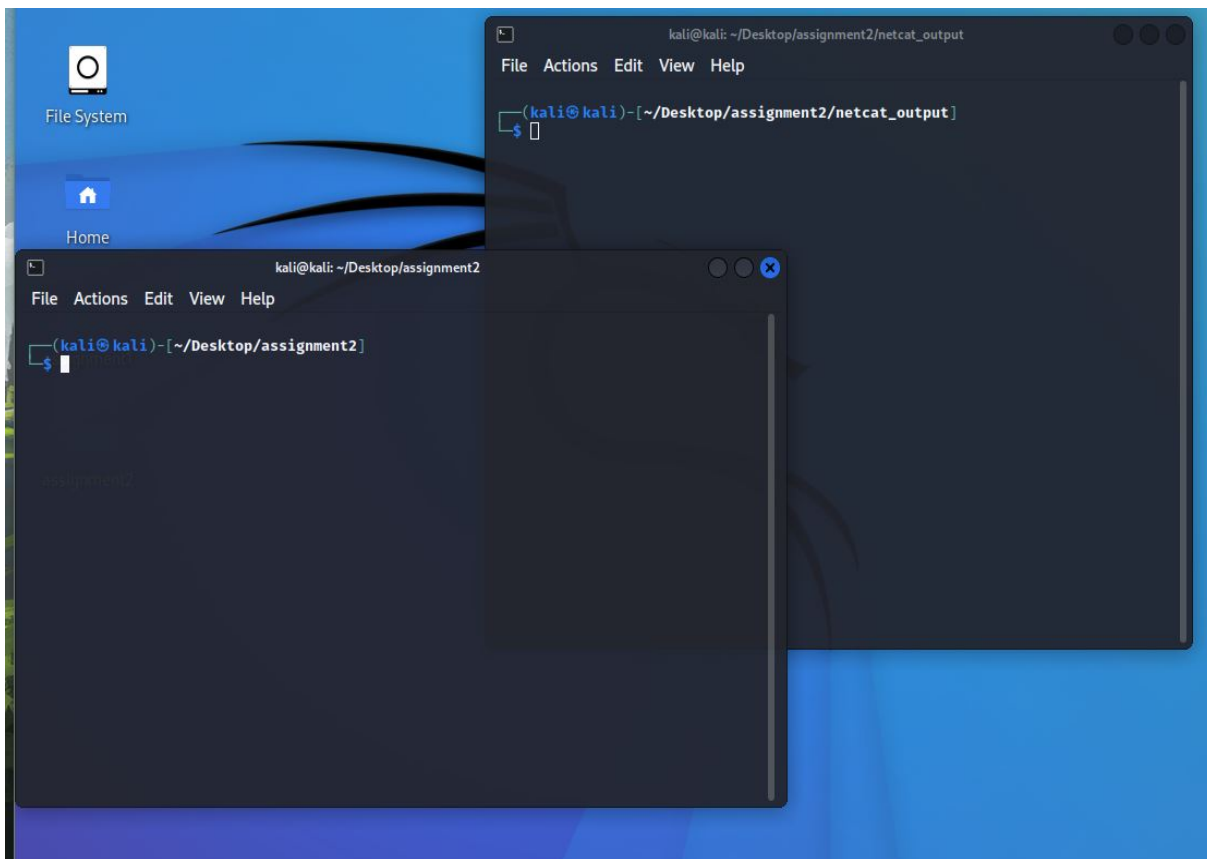 File System
Home
kali@kali: ~/Desktop/assignment2/netcat_output
File Actions Edit View Help
┌──(kali㉿kali)-[~/Desktop/assignment2/netcat_output]
└─$
kali@kali: ~/Desktop/assignment2
File Actions Edit View Help
┌──(kali㉿kali)-[~/Desktop/assignment2]
└─$
assignment2